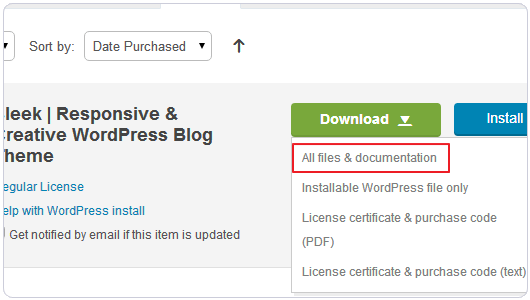 Sort by: Date Purchased
leek | Responsive &
reative WordPress Blog
heme
Download
Install
All files & documentation
egular License
Installable WordPress file only
elp with WordPress install
License certificate & purchase code
(PDF)
Get notified by email if this item is updated
License certificate & purchase code (text)